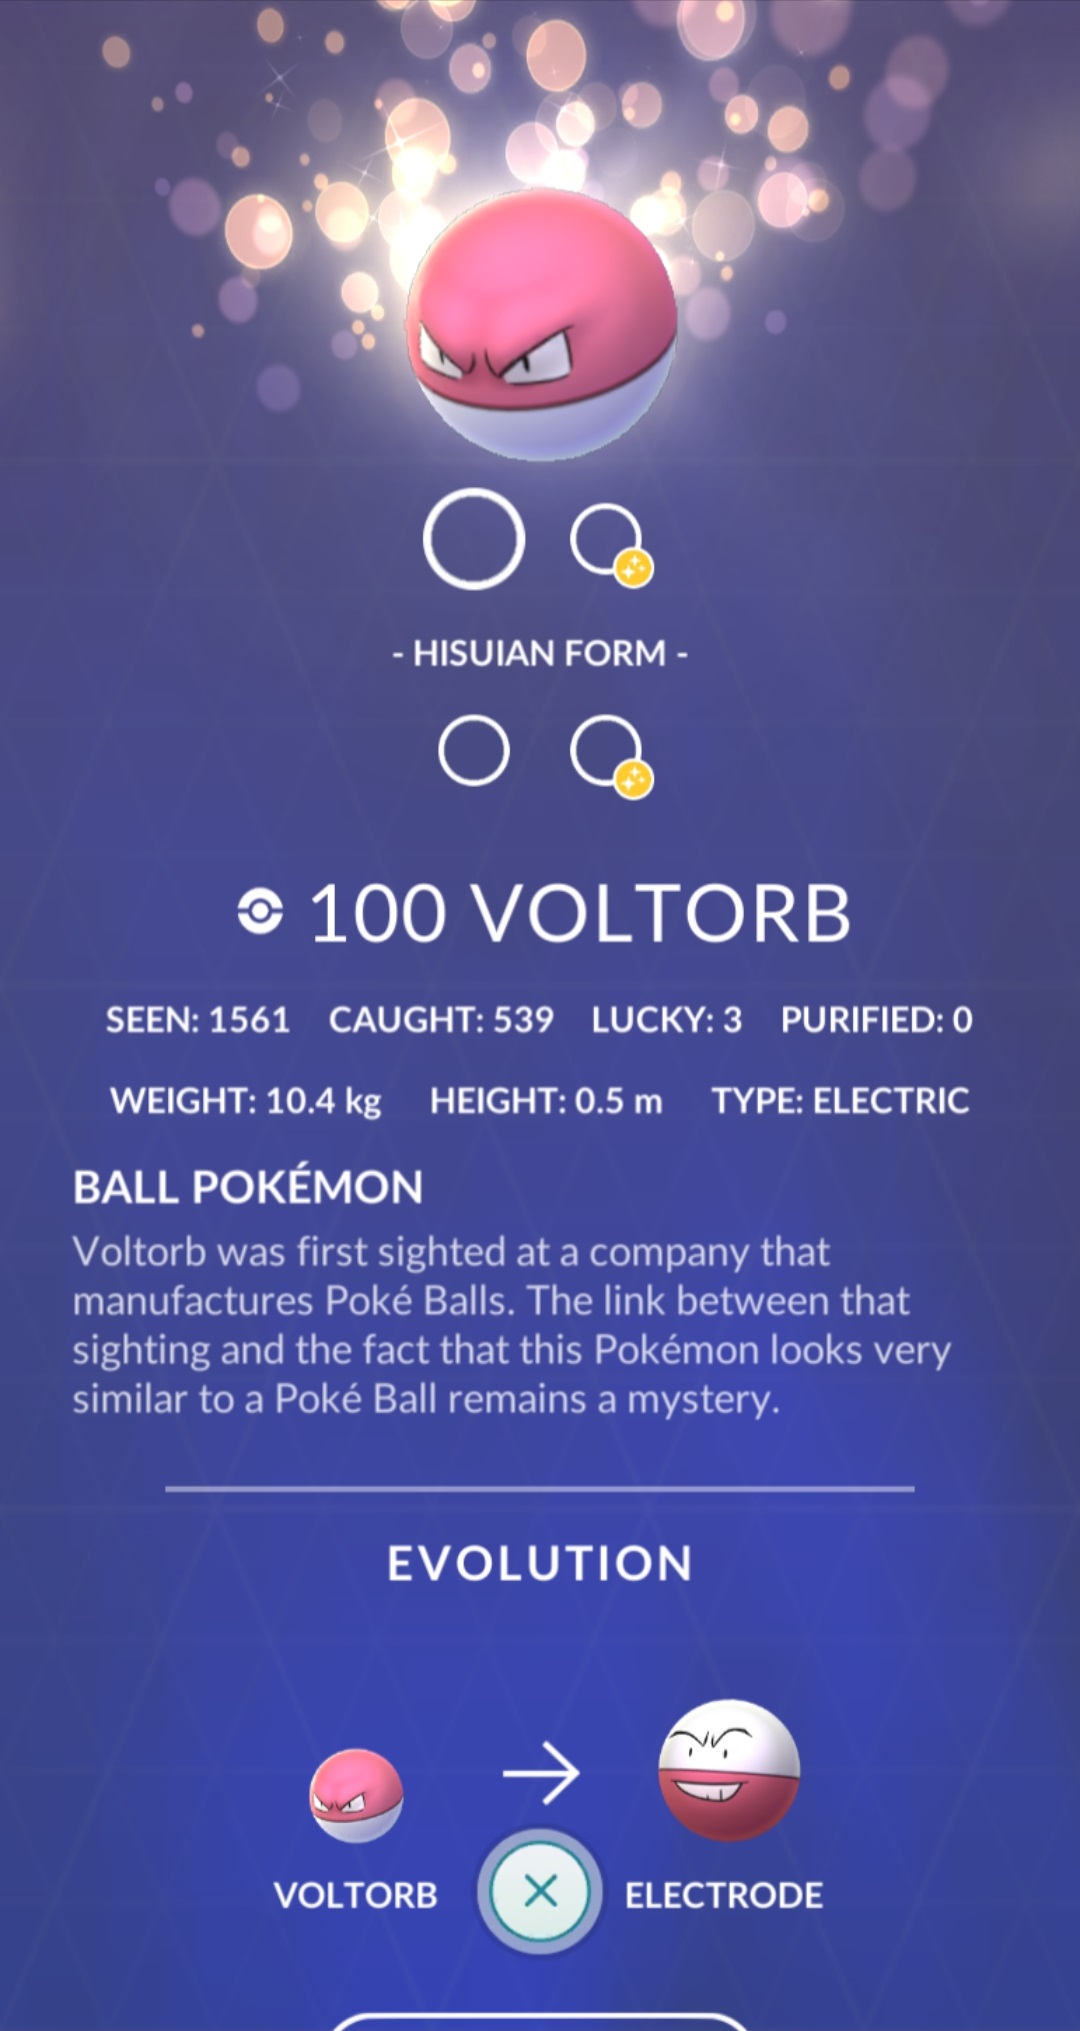 - HISUIAN FORM -
100 VOLTORB
SEEN: 1561 CAUGHT: 539 LUCKY: 3 PURIFIED: 0
WEIGHT: 10.4 kg HEIGHT: 0.5 m TYPE: ELECTRIC
BALL POKÉMON
Voltorb was first sighted at a company that
manufactures Poké Balls. The link between that
sighting and the fact that this Pokémon looks very
similar to a Poké Ball remains a mystery.
EVOLUTION
VOLTORB ELECTRODE